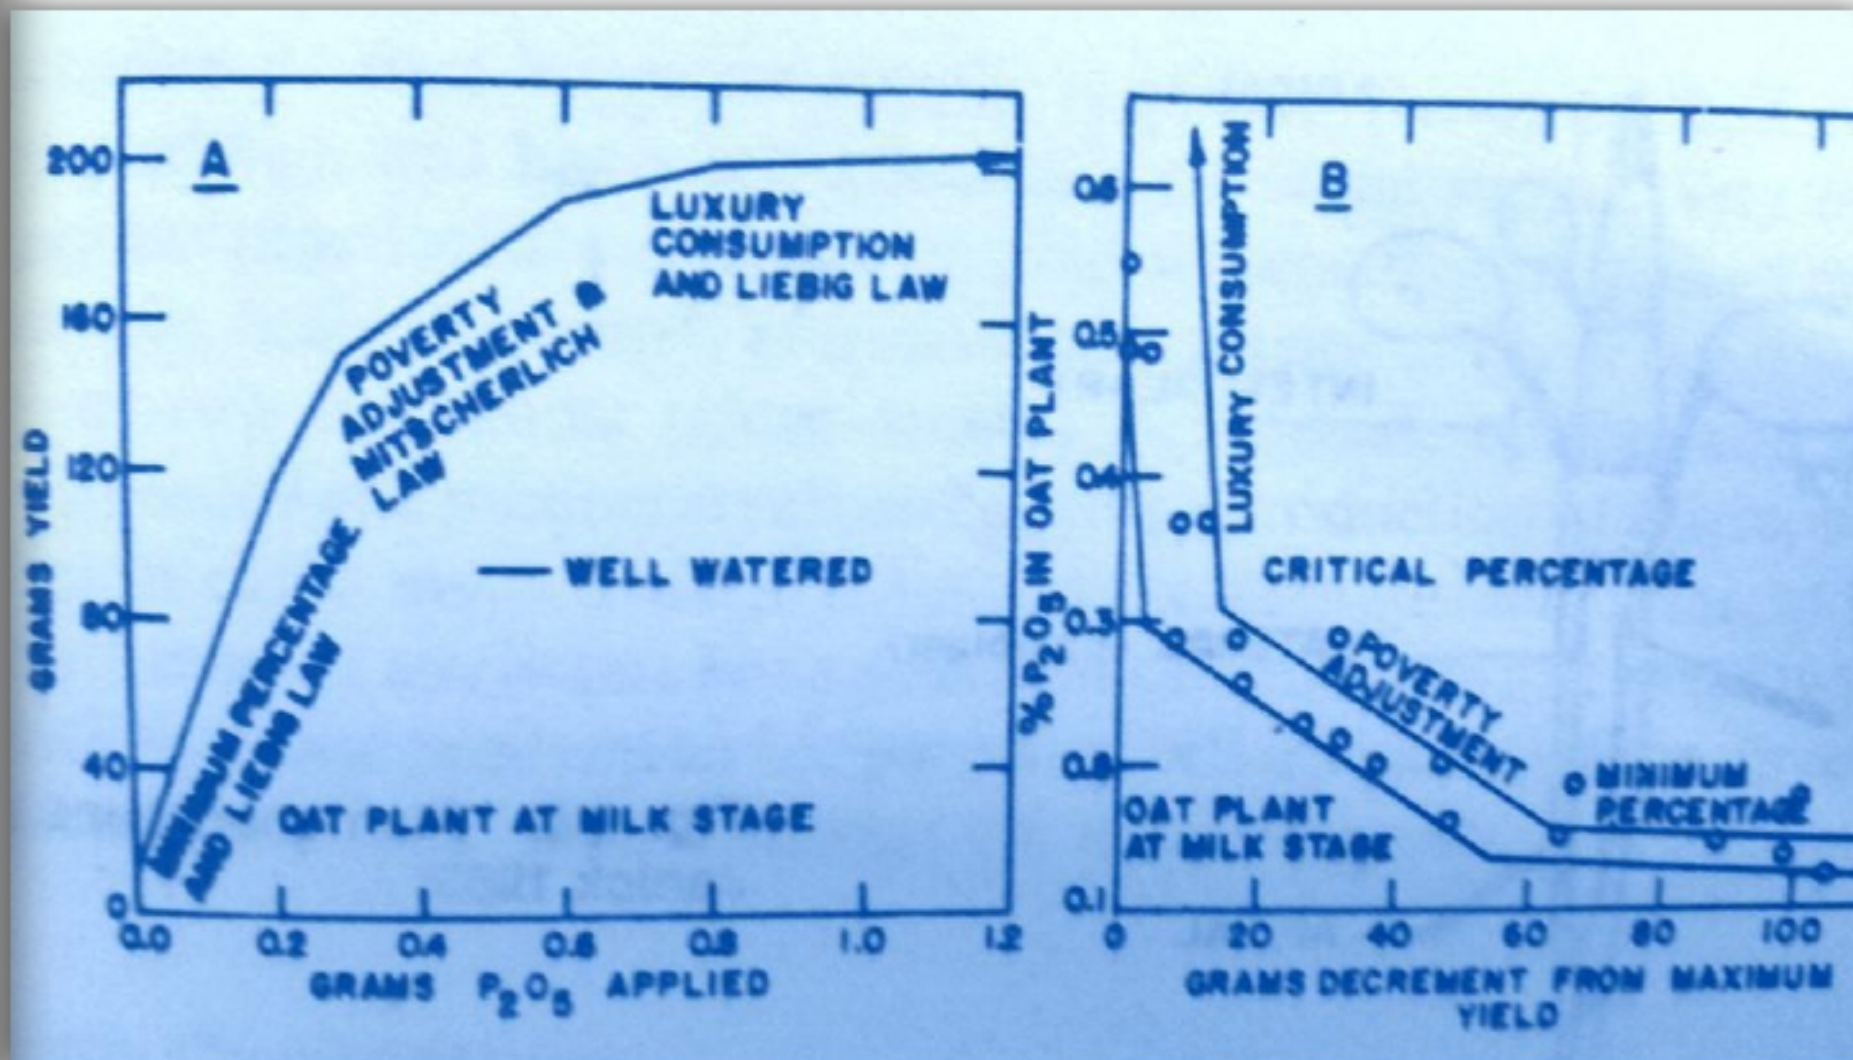 A
200
160
120
80
40
0
GRAMS YIELD
LUXURY
CONSUMPTION
AND LIEBIG LAW
POVERTY
ADJUSTMENT &
MITSCHERLICH
LAW
MINIMUM PERCENTAGE
AND LIEBIG LAW
WELL WATERED
OAT PLANT AT MILK STAGE
0.0 0.2 0.4 0.6 0.8 1.0 1.2
GRAMS P2O5 APPLIED
B
0.6
0.5
0.4
0.3
0.2
0.1
% P2O5 IN OAT PLANT
LUXURY CONSUMPTION
CRITICAL PERCENTAGE
POVERTY
ADJUSTMENT
MINIMUM
PERCENTAGE
OAT PLANT
AT MILK STAGE
0 20 40 60 80 100
GRAMS DECREMENT FROM MAXIMUM
YIELD